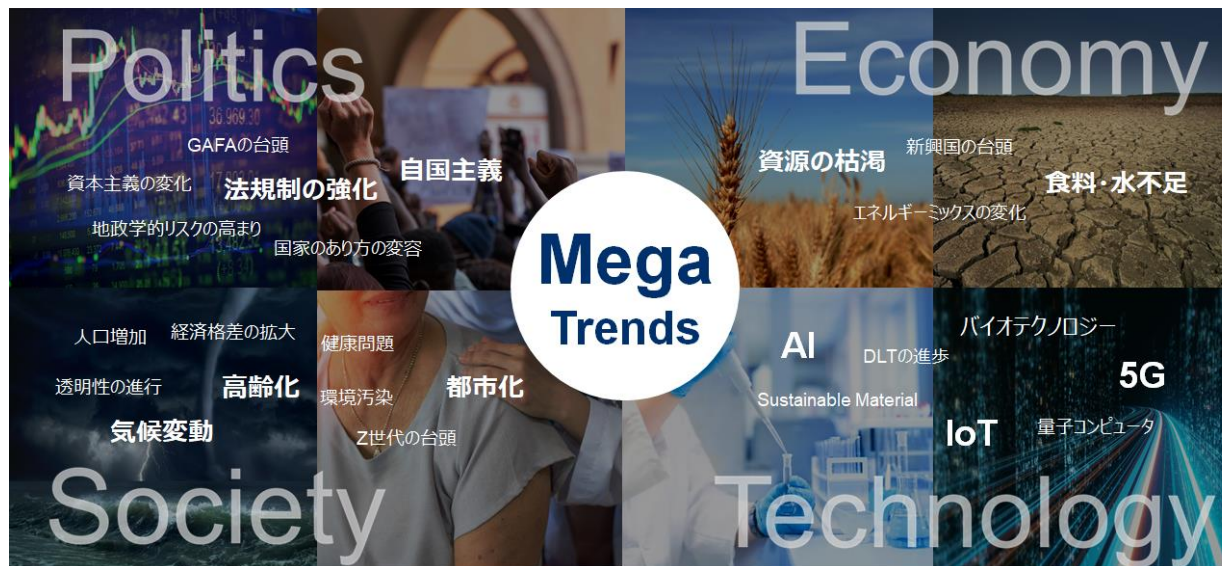 Politics
GAFAの台頭
資本主義の変化
法規制の強化
自国主義
地政学的リスクの高まり
国家のあり方の変容
Economy
資源の枯渇
新興国の台頭
食料・水不足
エネルギーミックスの変化
Mega
Trends
人口増加
経済格差の拡大
健康問題
透明性の進行
高齢化
環境汚染
都市化
気候変動
Z世代の台頭
Society
AI
DLTの進歩
バイオテクノロジー
5G
Sustainable Material
IoT
量子コンピュータ
Technology